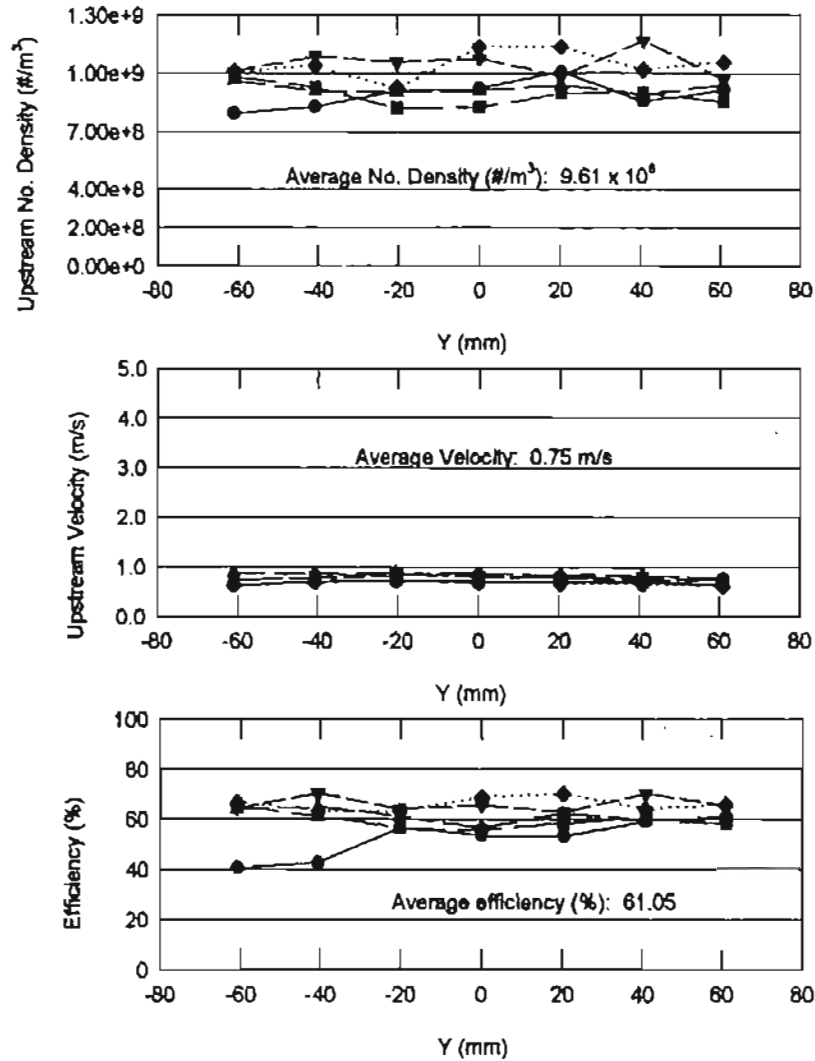 Upstream No. Density (#/m³)
1.30e+9
1.00e+9
7.00e+8
4.00e+8
2.00e+8
0.00e+0
Average No. Density (#/m³): 9.61 x 10⁸
-80 -60 -40 -20 0 20 40 60 80
Y (mm)
Upstream Velocity (m/s)
5.0
4.0
3.0
2.0
1.0
0.0
Average Velocity: 0.75 m/s
-80 -60 -40 -20 0 20 40 60 80
Y (mm)
Efficiency (%)
100
80
60
40
20
0
Average efficiency (%): 61.05
-80 -60 -40 -20 0 20 40 60 80
Y (mm)